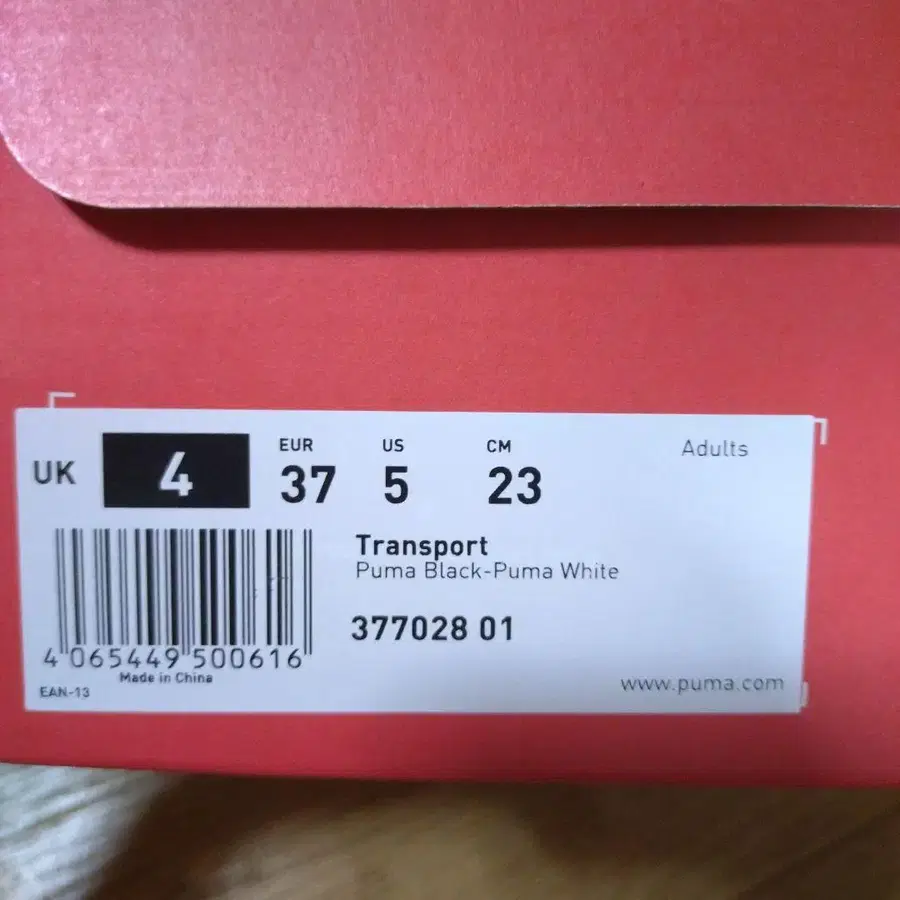 UK 4 EUR 37 US 5 CM 23 Adults
Transport
Puma Black-Puma White
377028 01
4 065449 500616
Made in China
EAN-13
www.puma.com